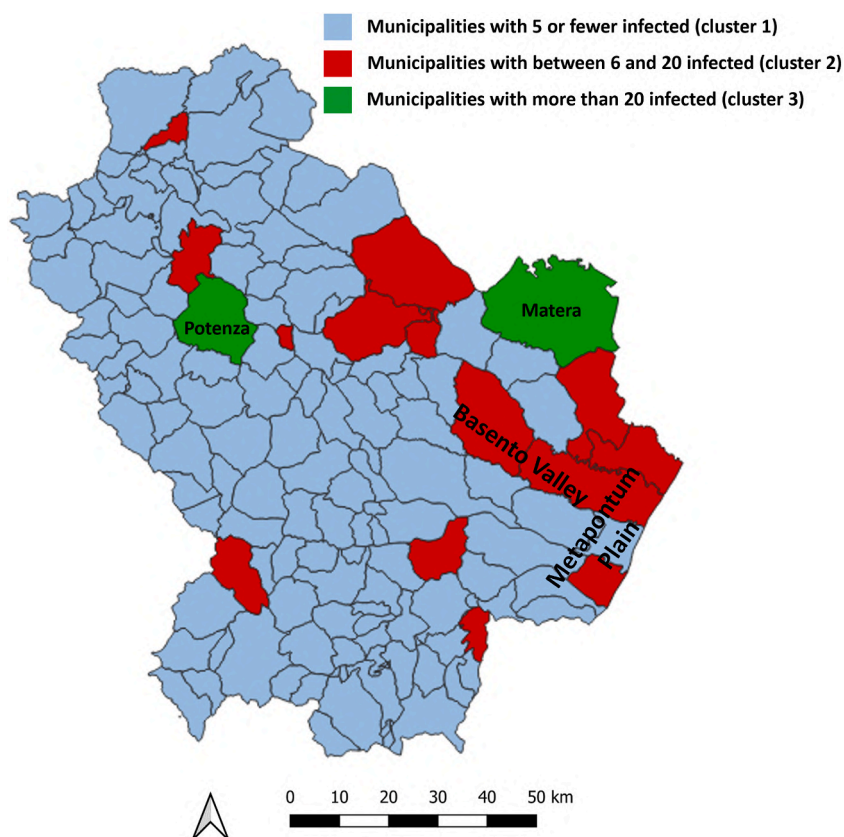 Municipalities with 5 or fewer infected (cluster 1)
Municipalities with between 6 and 20 infected (cluster 2)
Municipalities with more than 20 infected (cluster 3)
Matera
Potenza
Basento Valley
Metapontum
Plain
0 10 20 30 40 50 km